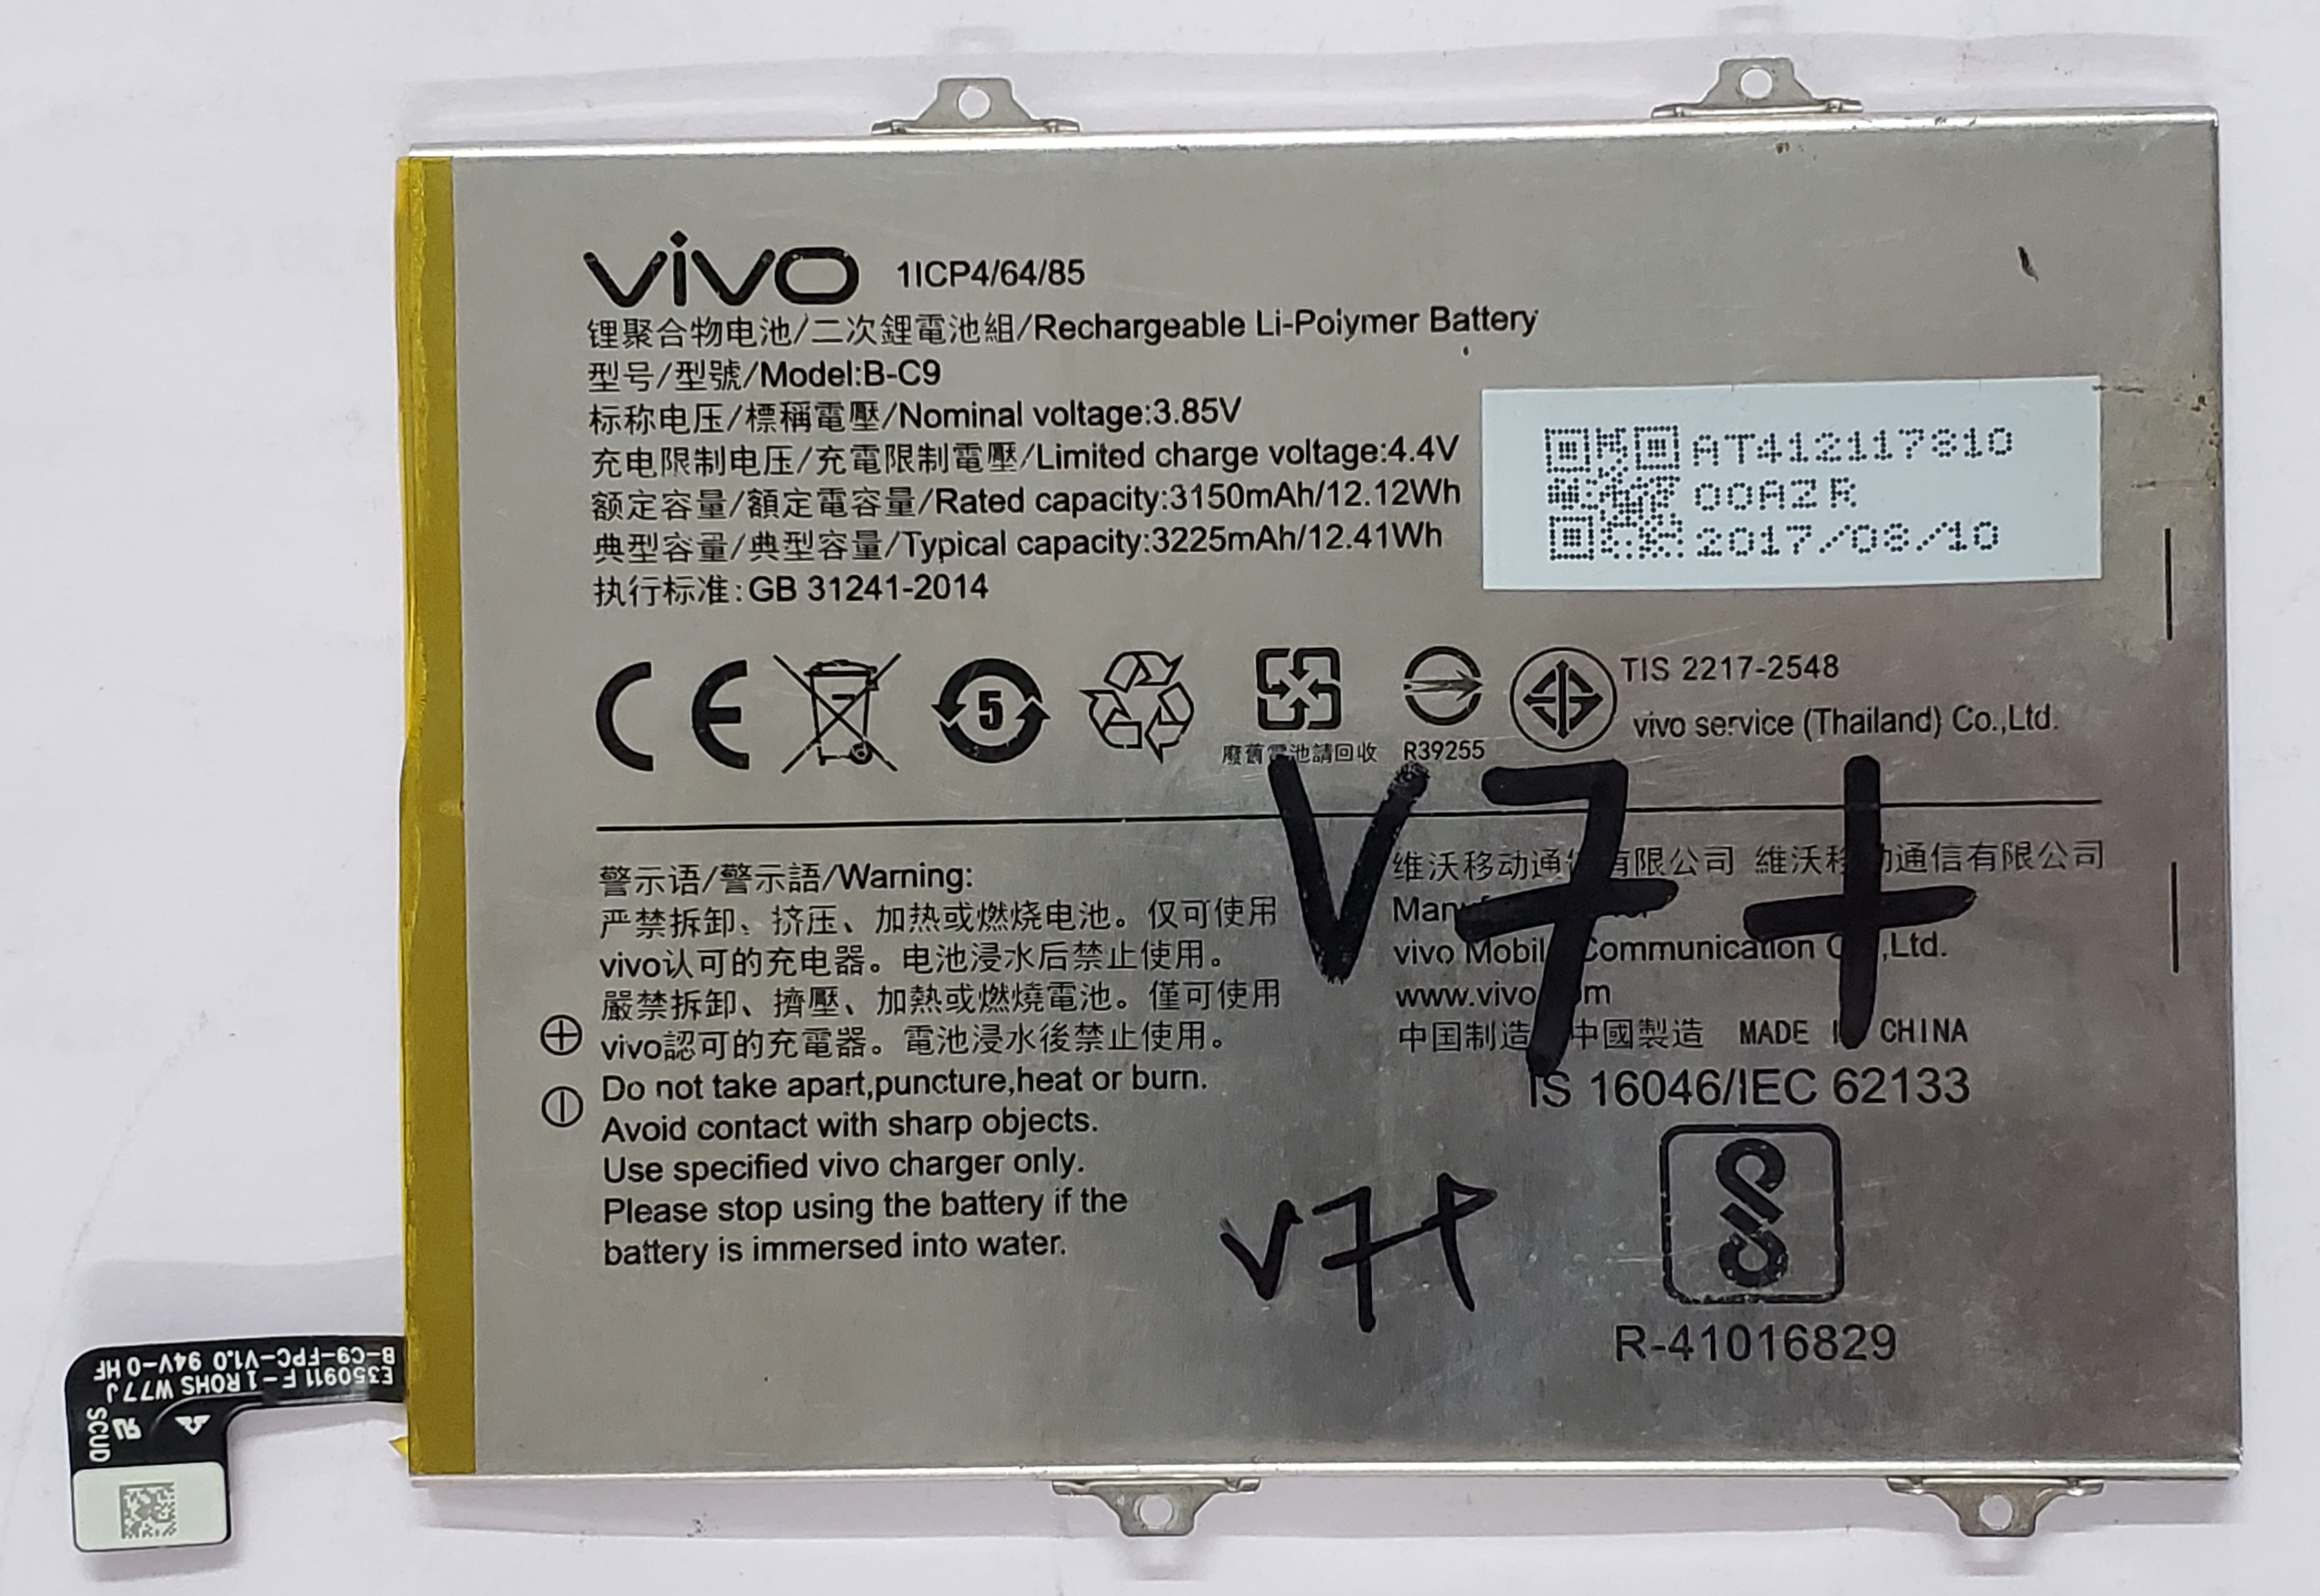 vivo 1ICP4/64/85
锂聚合物电池/二次鋰電池組/Rechargeable Li-Polymer Battery
型号/型號/Model:B-C9
标称电压/標稱電壓/Nominal voltage:3.85V
充电限制电压/充電限制電壓/Limited charge voltage:4.4V
额定容量/額定電容量/Rated capacity:3150mAh/12.12Wh
典型容量/典型容量/Typical capacity:3225mAh/12.41Wh
执行标准:GB 31241-2014
AT412117810
00AZR
2017/08/10
CE
5
廢舊電池請回收
R39255
TIS 2217-2548
vivo service (Thailand) Co.,Ltd.
V7+
警示语/警示語/Warning:
严禁拆卸、挤压、加热或燃烧电池。仅可使用
vivo认可的充电器。电池浸水后禁止使用。
嚴禁拆卸、擠壓、加熱或燃燒電池。僅可使用
vivo認可的充電器。電池浸水後禁止使用。
Do not take apart,puncture,heat or burn.
Avoid contact with sharp objects.
Use specified vivo charger only.
Please stop using the battery if the
battery is immersed into water.
维沃移动通信有限公司 維沃移動通信有限公司
vivo Mobile Communication Co.,Ltd.
www.vivo.com
中国制造 中國製造 MADE IN CHINA
IS 16046/IEC 62133
R-41016829
V7P
B-C9-FPC-V1.0 94V-0 HF
E350911 F-1 ROHS W77J
SCUD